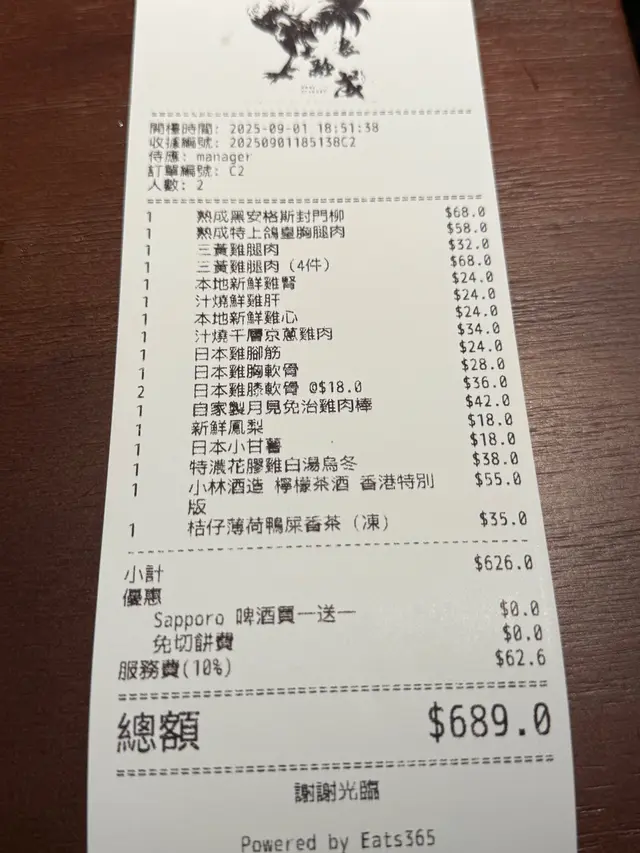 開檯時間: 2025-09-01 18:51:38
收據編號: 20250901185138C2
侍應: manager
訂單編號: C2
人數: 2
1 熟成黑安格斯封門柳 $68.0
1 熟成特上鴿皇胸腿肉 $58.0
1 三黃雞腿肉 $32.0
1 三黃雞腿肉 (4件) $68.0
1 本地新鮮雞腎 $24.0
1 汁燒鮮雞肝 $24.0
1 本地新鮮雞心 $24.0
1 汁燒千層京蔥雞肉 $34.0
1 日本雞腳筋 $24.0
1 日本雞胸軟骨 $28.0
2 日本雞膝軟骨 @$18.0 $36.0
1 自家製月見免治雞肉棒 $42.0
1 新鮮鳳梨 $18.0
1 日本小甘薯 $18.0
1 特濃花膠雞白湯烏冬 $38.0
1 小林酒造 檸檬茶酒 香港特別 $55.0
版
1 桔仔薄荷鴨屎香茶 (凍) $35.0
小計 $626.0
優惠
Sapporo 啤酒買一送一 $0.0
免切餅費 $0.0
服務費(10%) $62.6
總額 $689.0
謝謝光臨
Powered by Eats365